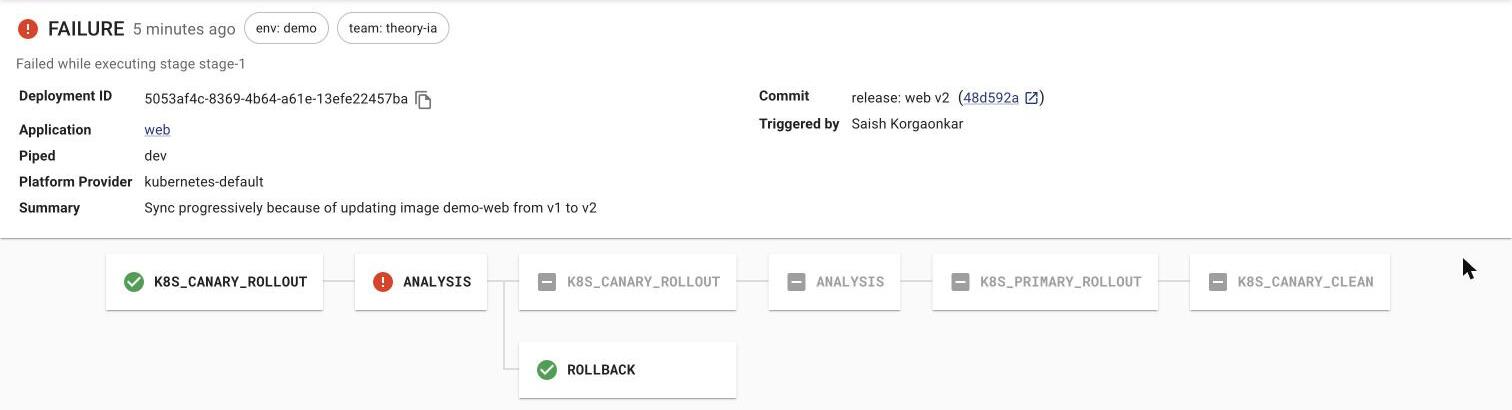 FAILURE 5 minutes ago env: demo team: theory-ia
Failed while executing stage stage-1
Deployment ID 5053af4c-8369-4b64-a61e-13efe22457ba
Application web
Piped dev
Platform Provider kubernetes-default
Summary Sync progressively because of updating image demo-web from v1 to v2
Commit release: web v2 (48d592a)
Triggered by Saish Korgaonkar
K8S_CANARY_ROLLOUT ANALYSIS K8S_CANARY_ROLLOUT ANALYSIS K8S_PRIMARY_ROLLOUT K8S_CANARY_CLEAN
ROLLBACK